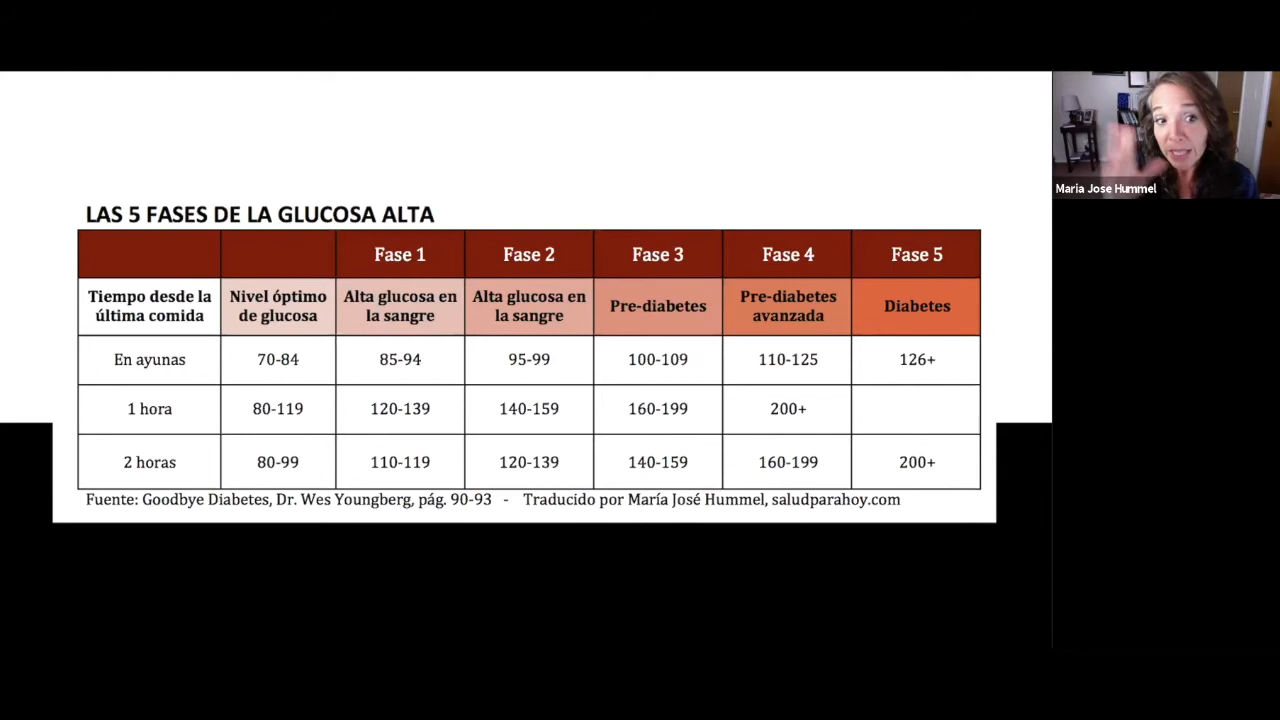 Maria Jose Hummel
LAS 5 FASES DE LA GLUCOSA ALTA
Fase 1 Fase 2 Fase 3 Fase 4 Fase 5
Tiempo desde la última comida Nivel óptimo de glucosa Alta glucosa en la sangre Alta glucosa en la sangre Pre-diabetes Pre-diabetes avanzada Diabetes
En ayunas 70-84 85-94 95-99 100-109 110-125 126+
1 hora 80-119 120-139 140-159 160-199 200+
2 horas 80-99 110-119 120-139 140-159 160-199 200+
Fuente: Goodbye Diabetes, Dr. Wes Youngberg, pág. 90-93 - Traducido por María José Hummel, saludparahoy.com